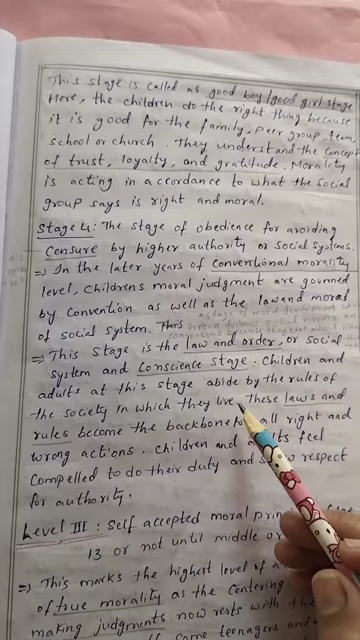 This stage is called as good boy/good girl stage
Here, the children do the right thing because
it is good for the family, peer group, team,
school or church. They understand the concept
of trust, loyalty, and gratitude. Morality
is acting in accordance to what the social
group says is right and moral.
Stage 4: The stage of obedience for avoiding
censure by higher authority or social systems.
⇒ In the later years of conventional morality
level, childrens moral judgment are governed
by convention as well as the law and moral
of social system. This
⇒ This stage is the law and order, or social
system and conscience stage. Children and
adults at this stage abide by the rules of
the society in which they live. These laws and
rules become the backbone all right and
wrong actions. Children and feel
compelled to do their duty and respect
for authority.
Level III: Self accepted moral
13 or not until middle
⇒ This marks the highest level of
of true morality as the centering
making judgments now rests with the
some teenagers and